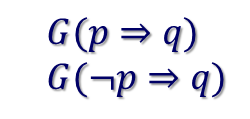 G(p ⇒ q)
G(¬p ⇒ q)